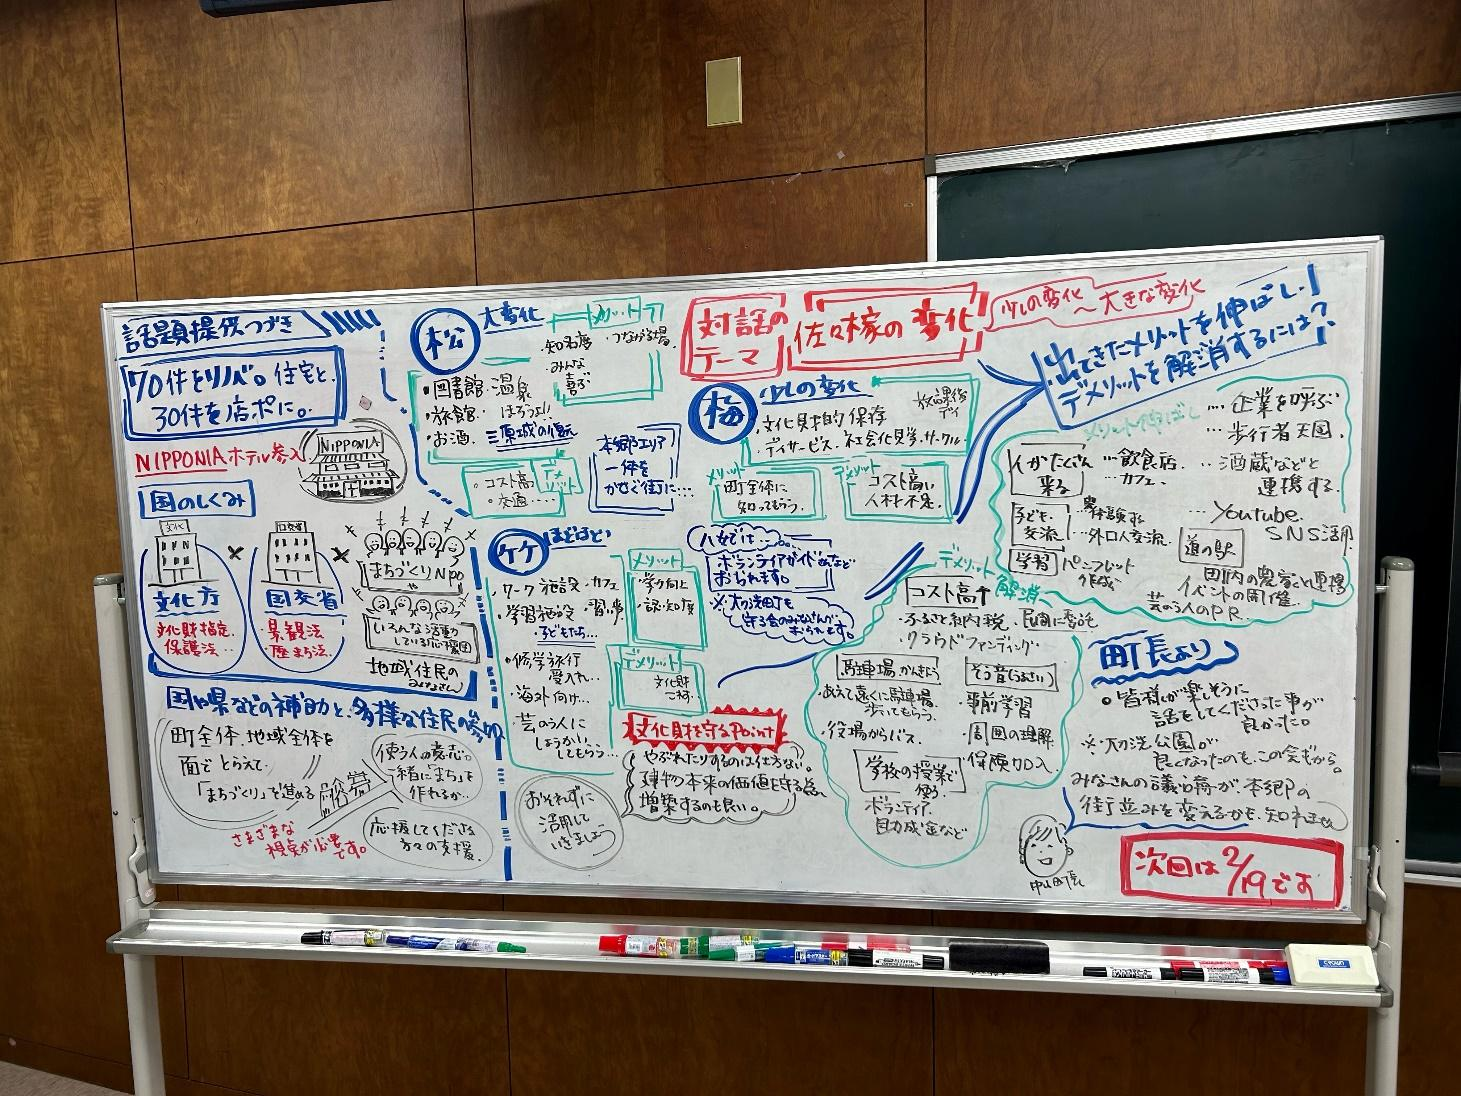 話題提供つづき
70件をリノベ。住宅と、
30件を店ポに。
NIPPONIA ホテル参入
NIPPONIA
国のしくみ
文化
国交省
文化庁
文化財指定、
保護法…
国交省
景観法
歴まち法…
まちづくりNPO
や
いろんな活動
している応援団
地域住民の
みなさん
国や県などの補助と、多様な住民の参加
町全体、地域全体を
面でとらえて、
「まちづくり」を進める
使う人の意志で
一緒に「まち」を
作れるか…
さまざまな
視点が必要
です。
応援してくださる
方々の支援。
松
大変化
・図書館・温泉
・旅館・
・お酒・三原城の復元
メリット
・知名度
・みんな
喜ぶ
・つながる場
デメリット
・コスト高
・交通……
本郷エリア
一体を
かせぐ街に…
対話の
テーマ
佐々木家の変化
少しの変化
～大きな変化
梅
少しの変化
・文化財的保存
・デイサービス・社会化見学・サークル
放課後
デイ
メリット
町全体に
知ってもらう。
デメリット
コスト高い
人材不足
竹
ほどほど
・ワーク施設・カフェ
・学習施設
子どもたち…
・修学旅行
受入れ…
・海外向け…
・芸のう人に
しょうかい
してもらう…
メリット
・学力向上
・認知度
デメリット
文化財
八女では…。
ボランティアガイドさんなど
おられます。
※大刀洗町も
守る会のみなさんが
おられます。
文化財を守るPoint
やぶれたりするのは仕方ない。
建物本来の価値を守る為
増築するのも良い。
おそれずに
活用して
いきましょう
出てきたメリットを伸ばし、
デメリットを解消するには？
メリット伸ばし
人がたくさん
来る
…飲食店、
…カフェ、
子ども
交流
…外口人交流、
学習
パンフレット
作成
…企業を呼ぶ
…歩行者天国、
…酒蔵などと
連携する、
…Youtube、
SNS活用
道の駅
町内の農家と連携
イベントの開催、
芸のう人のPR、
デメリット解消
コスト高↑
・ふるさと納税、民間に委託
クラウドファンディング
駐車場、かんきょう
・あえて遠くに駐車場、
歩いてもらう。
・役場からバス、
そう音(うるさい)
・事前学習
・周囲の理解
・保険加入
学校の授業で
使う
ボランティア、
助成金など
町長より
。皆様が楽しそうに
話をしてくださった事が
良かった。
※大刀洗公園が
良くなったのも、この会から。
みなさんの議論が、本郷の
街並みを変えるかも知れません
中山町長
次回は2/19です